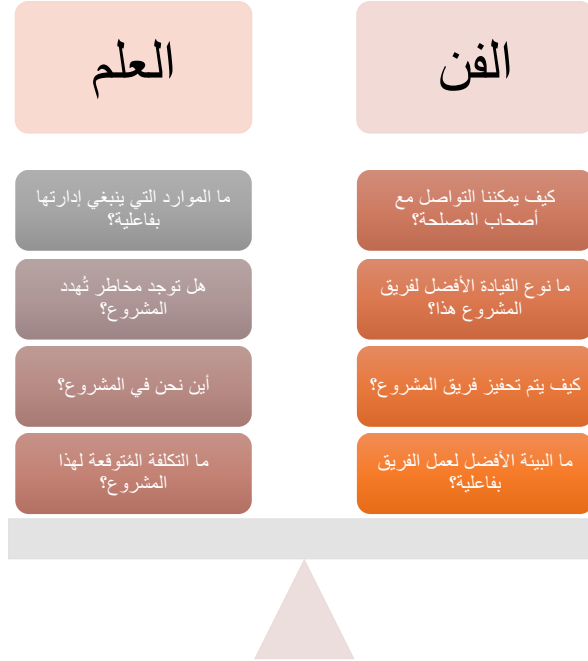 الفن
كيف يمكننا التواصل مع
أصحاب المصلحة؟
ما نوع القيادة الأفضل لفريق
المشروع هذا؟
كيف يتم تحفيز فريق المشروع؟
ما البيئة الأفضل لعمل الفريق
بفاعلية؟
العلم
ما الموارد التي ينبغي إدارتها
بفاعلية؟
هل توجد مخاطر تُهدد
المشروع؟
أين نحن في المشروع؟
ما التكلفة المُتوقعة لهذا
المشروع؟